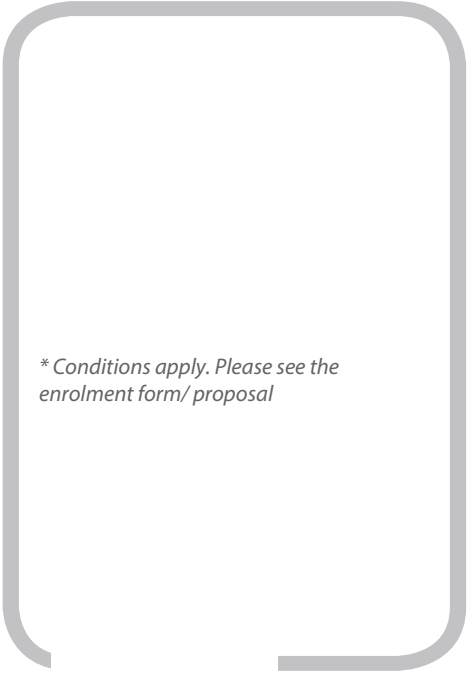 * Conditions apply. Please see the
enrolment form/ proposal